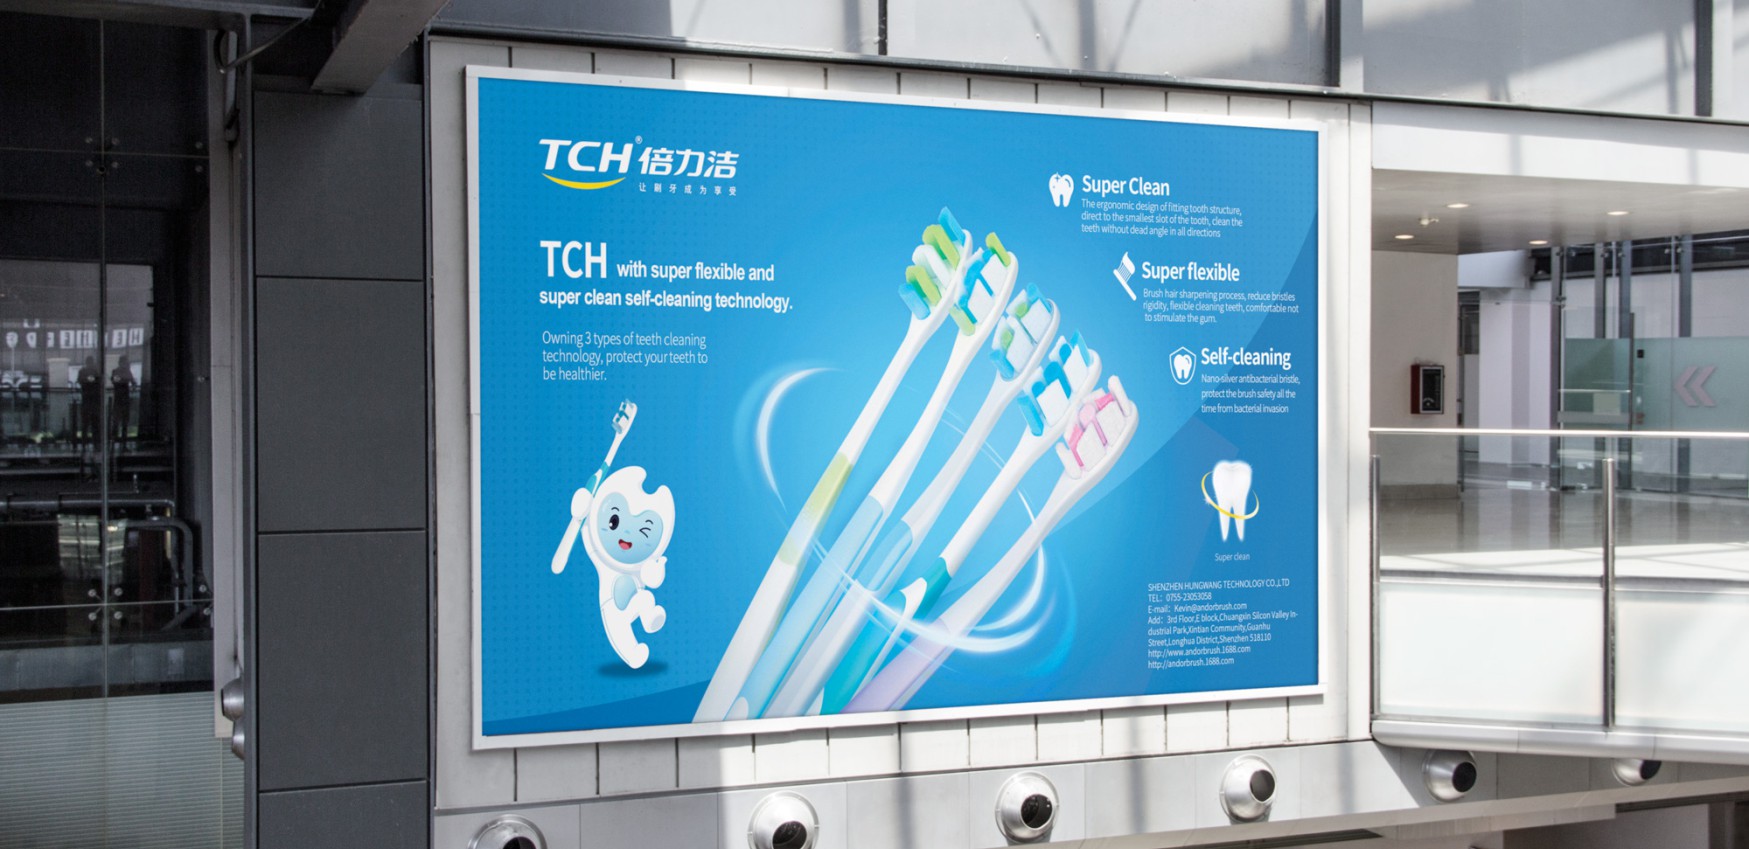 TCH® 倍力洁
让刷牙成为享受
TCH with super flexible and
super clean self-cleaning technology.
Owning 3 types of teeth cleaning
technology, protect your teeth to
be healthier.
Super Clean
The ergonomic design of fitting tooth structure,
direct to the smallest slot of the tooth, clean the
teeth without dead angle in all directions
Super flexible
Brush hair sharpening process, reduce bristles
rigidity, flexible cleaning teeth, comfortable not
to stimulate the gum.
Self-cleaning
Nano-silver antibacterial bristle,
protect the brush safety all the
time from bacterial invasion
Super clean
SHENZHEN HUNGWANG TECHNOLOGY CO.,LTD
TEL: 0755-23053058
E-mail: Kevin@andorbrush.com
Add: 3rd Floor,E block,Chuangxin Silcon Valley In-
dustrial Park,Xintian Community,Guanhu
Street,Longhua District,Shenzhen 518110
http://www.andorbrush.1688.com
http://andorbrush.1688.com